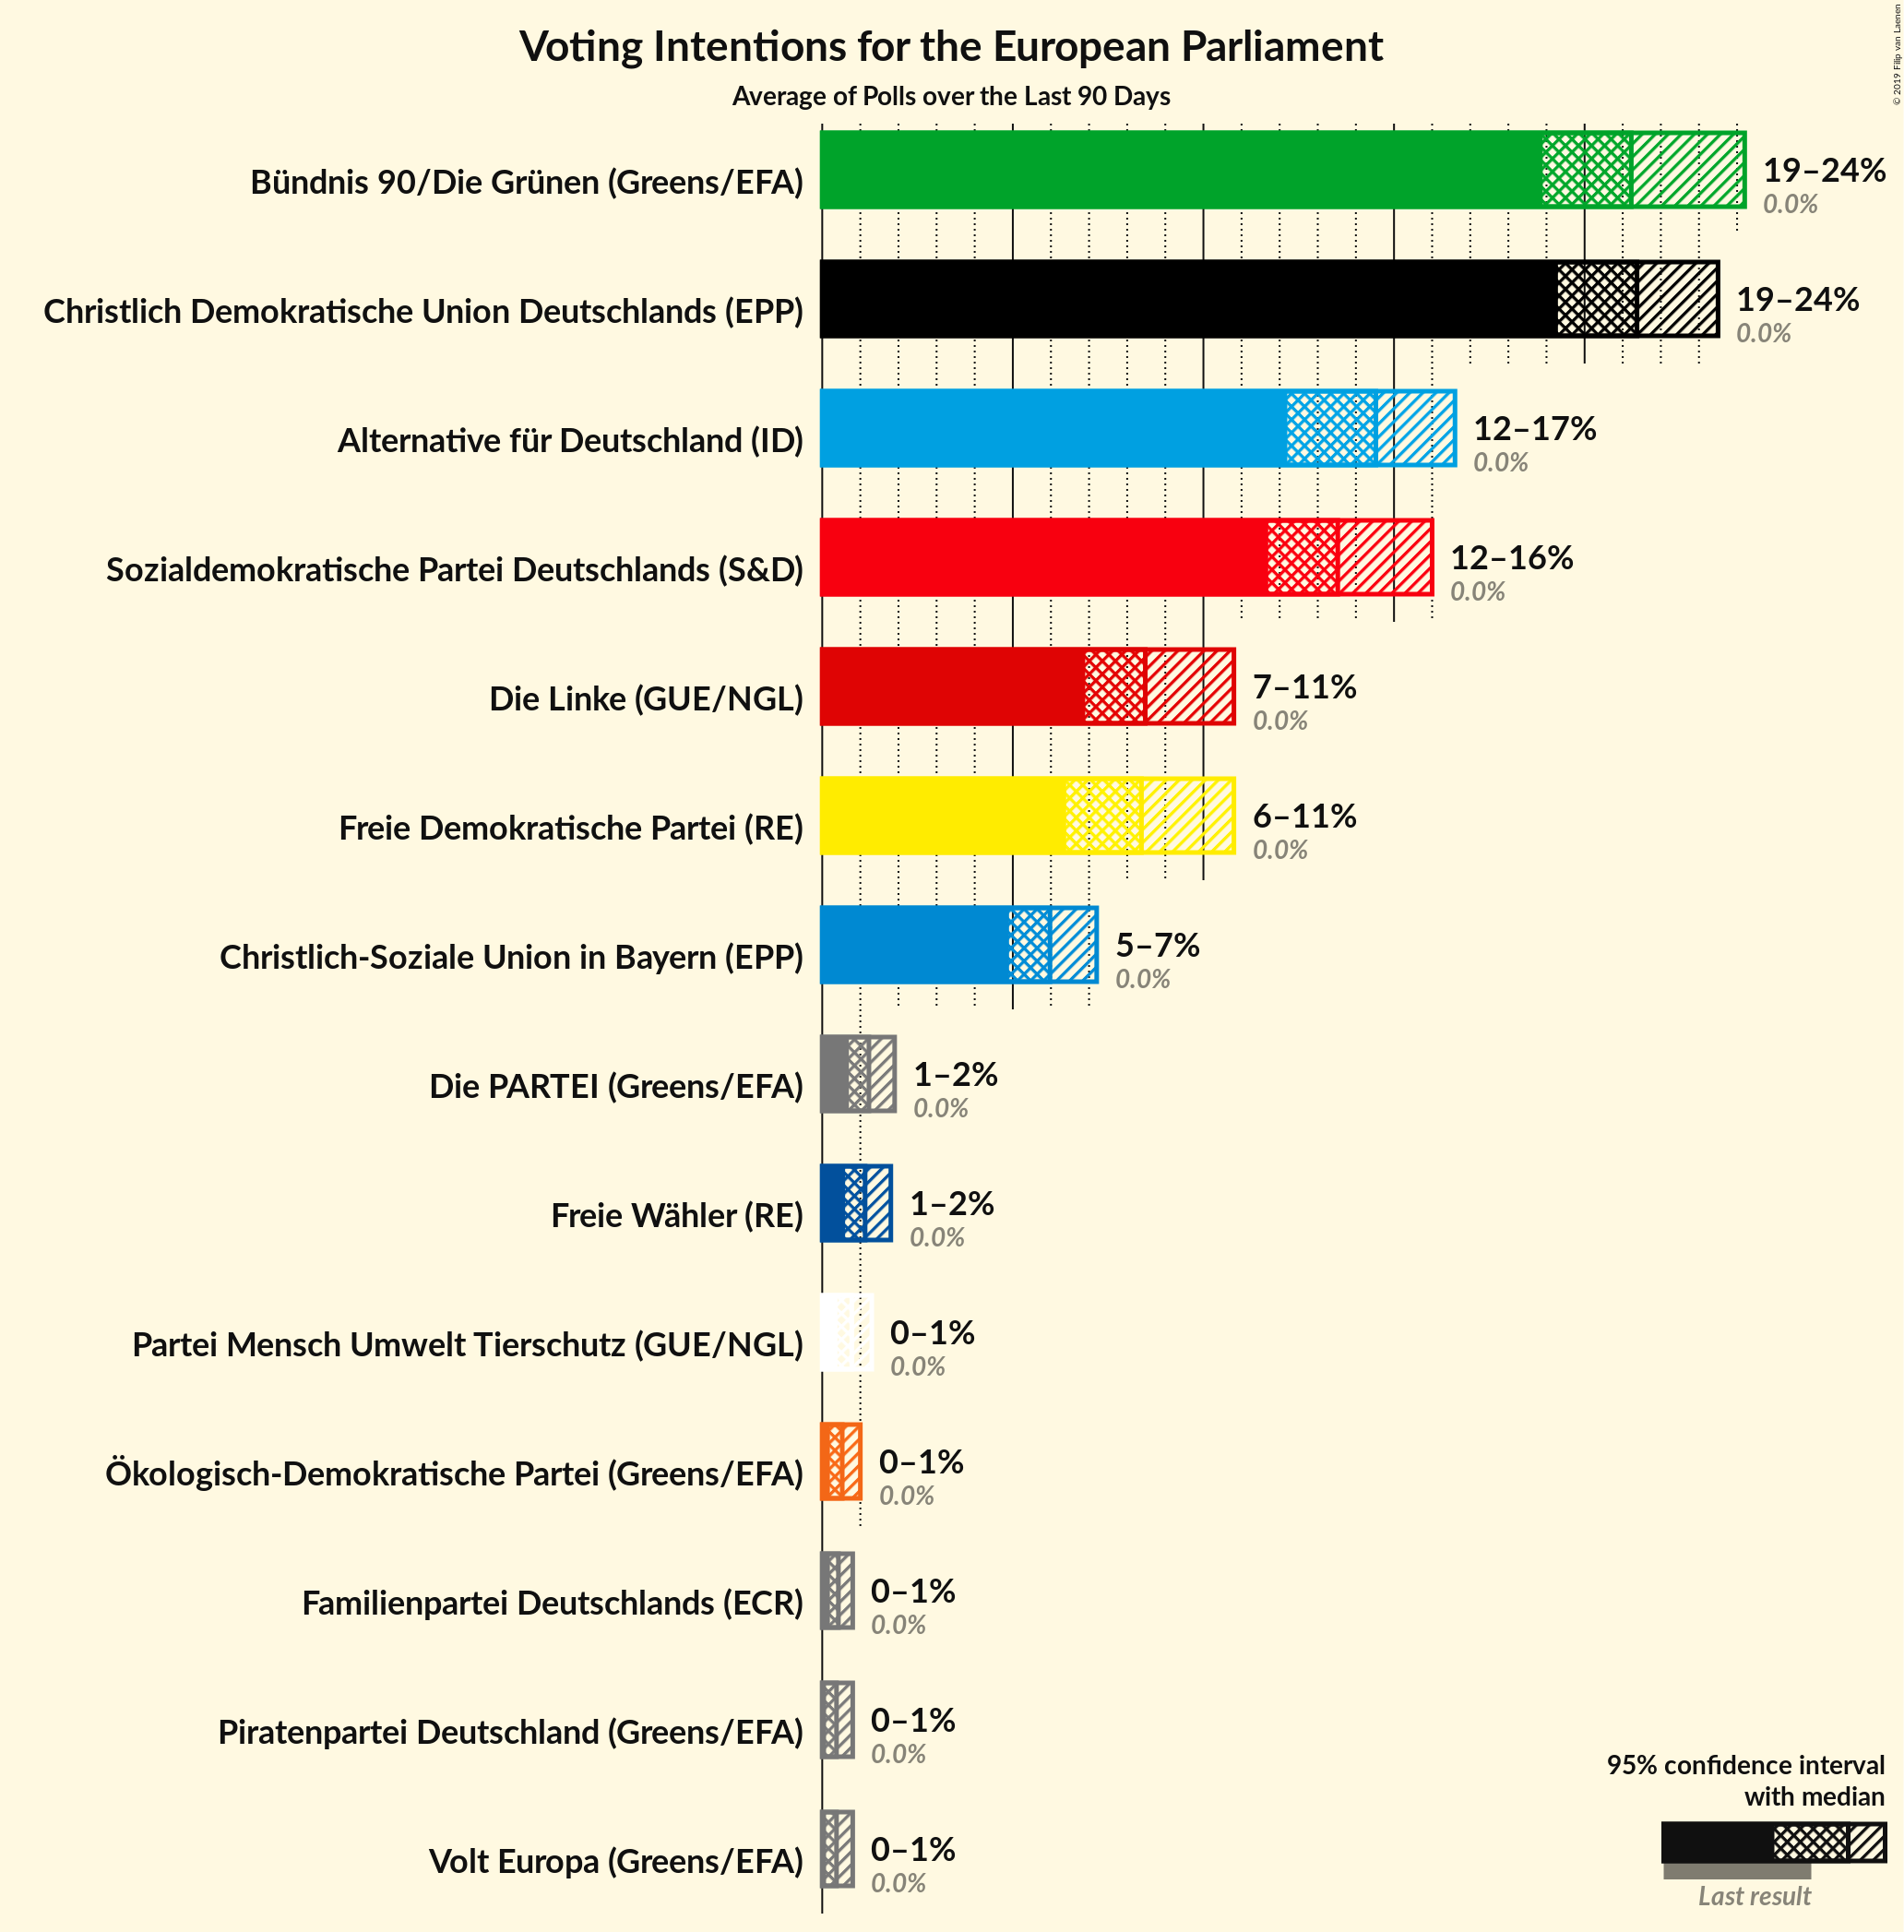 © 2019 Filip van Laenen
Voting Intentions for the European Parliament
Average of Polls over the Last 90 Days
Bündnis 90/Die Grünen (Greens/EFA)
19–24%
0.0%
Christlich Demokratische Union Deutschlands (EPP)
19–24%
0.0%
Alternative für Deutschland (ID)
12–17%
0.0%
Sozialdemokratische Partei Deutschlands (S&D)
12–16%
0.0%
Die Linke (GUE/NGL)
7–11%
0.0%
Freie Demokratische Partei (RE)
6–11%
0.0%
Christlich-Soziale Union in Bayern (EPP)
5–7%
0.0%
Die PARTEI (Greens/EFA)
1–2%
0.0%
Freie Wähler (RE)
1–2%
0.0%
Partei Mensch Umwelt Tierschutz (GUE/NGL)
0–1%
0.0%
Ökologisch-Demokratische Partei (Greens/EFA)
0–1%
0.0%
Familienpartei Deutschlands (ECR)
0–1%
0.0%
Piratenpartei Deutschland (Greens/EFA)
0–1%
0.0%
Volt Europa (Greens/EFA)
0–1%
0.0%
95% confidence interval
with median
Last result